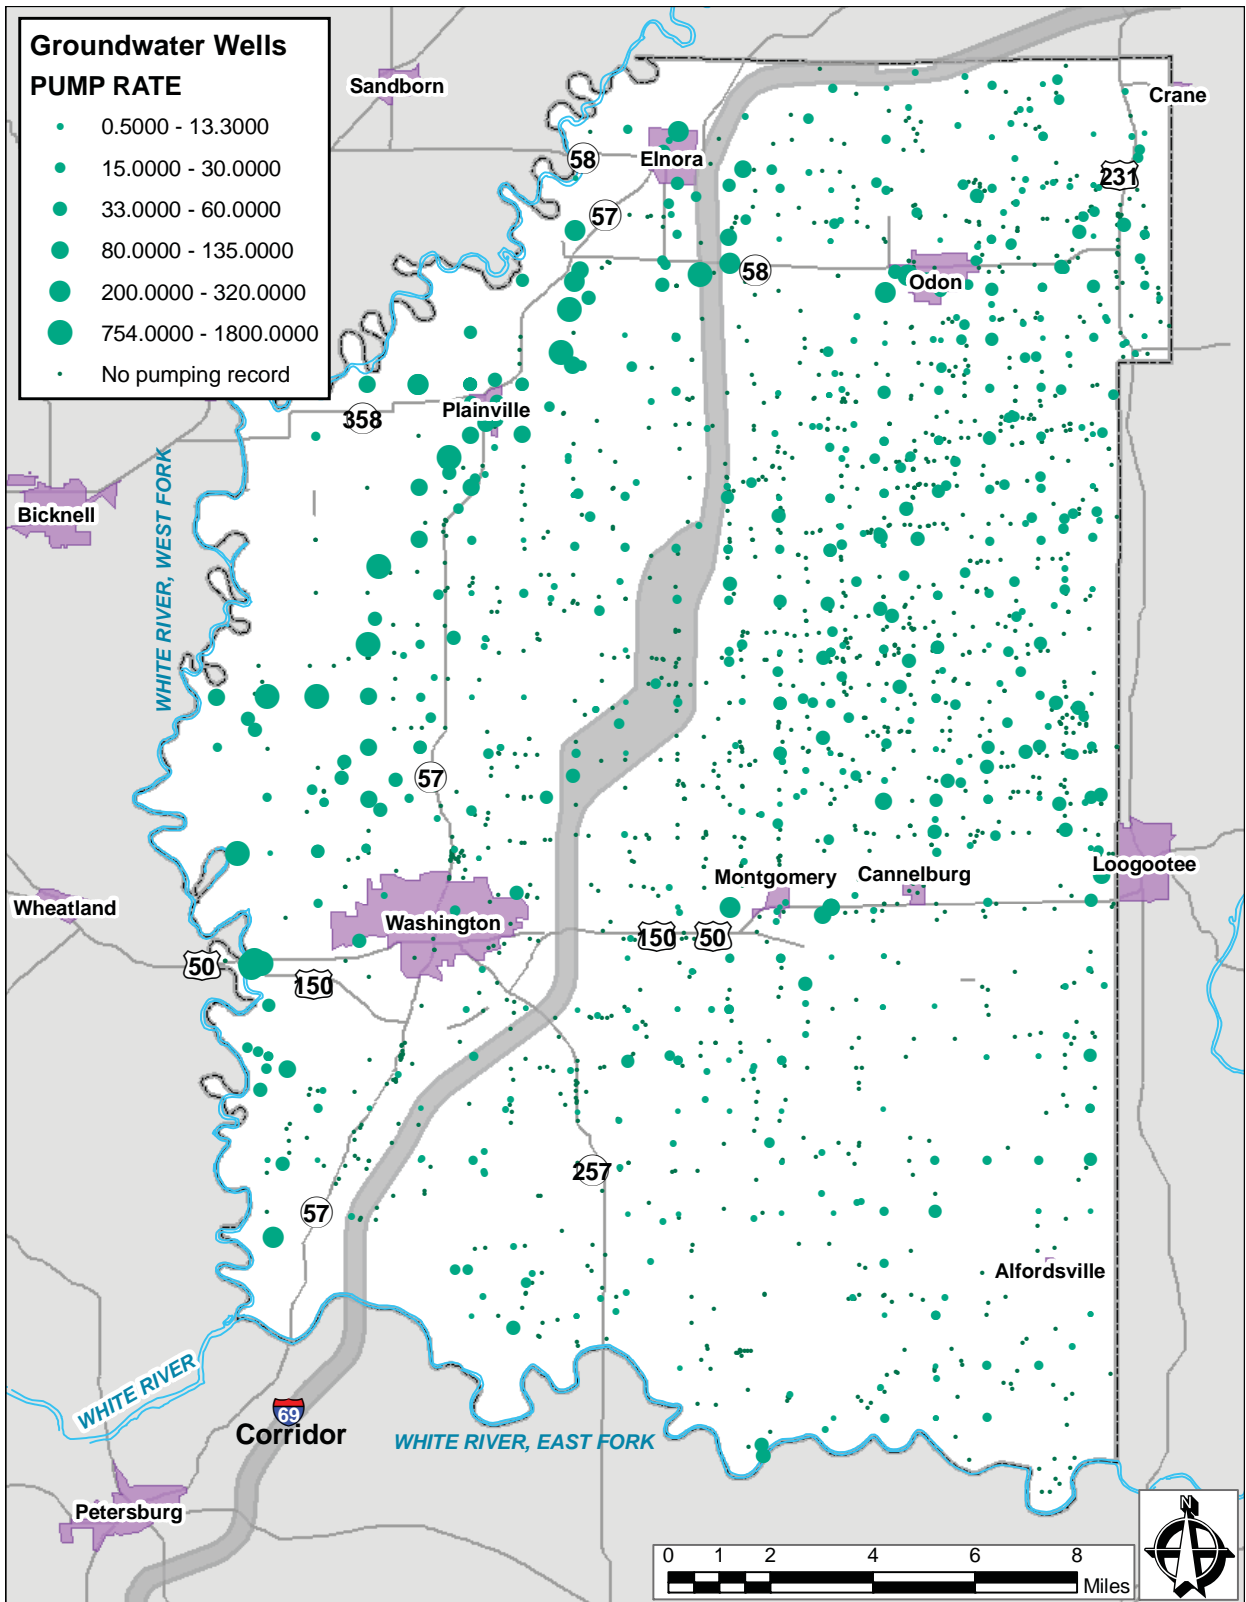 Groundwater Wells
PUMP RATE
0.5000 - 13.3000
15.0000 - 30.0000
33.0000 - 60.0000
80.0000 - 135.0000
200.0000 - 320.0000
754.0000 - 1800.0000
No pumping record
Sandborn
Crane
58
Elnora
231
57
58
Odon
358
Plainville
Bicknell
WHITE RIVER, WEST FORK
57
Loogootee
Montgomery
Cannelburg
Wheatland
Washington
150
50
50
150
257
57
Alfordsville
WHITE RIVER
69
Corridor
WHITE RIVER, EAST FORK
Petersburg
N
0 1 2 4 6 8
Miles